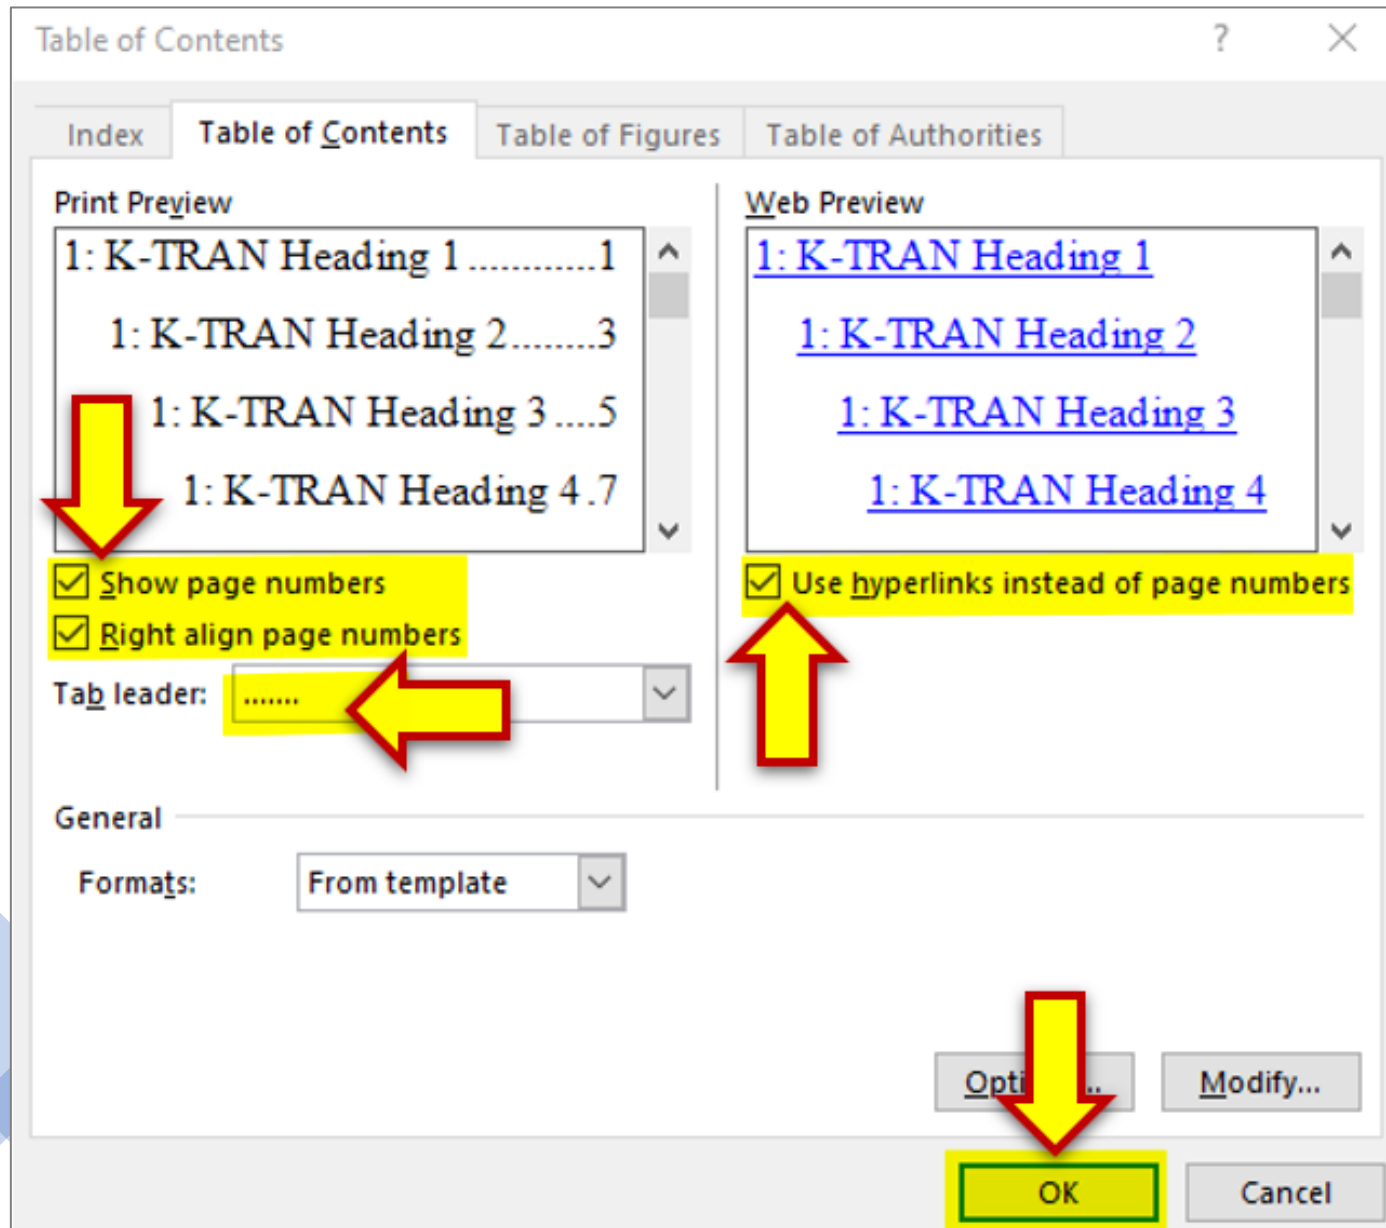 Table of Contents ?
Index Table of Contents Table of Figures Table of Authorities
Print Preview
1: K-TRAN Heading 1............1
1: K-TRAN Heading 2........3
1: K-TRAN Heading 3....5
1: K-TRAN Heading 4.7
Show page numbers
Right align page numbers
Tab leader: .......
Web Preview
1: K-TRAN Heading 1
1: K-TRAN Heading 2
1: K-TRAN Heading 3
1: K-TRAN Heading 4
Use hyperlinks instead of page numbers
General
Formats: From template
Modify...
OK Cancel